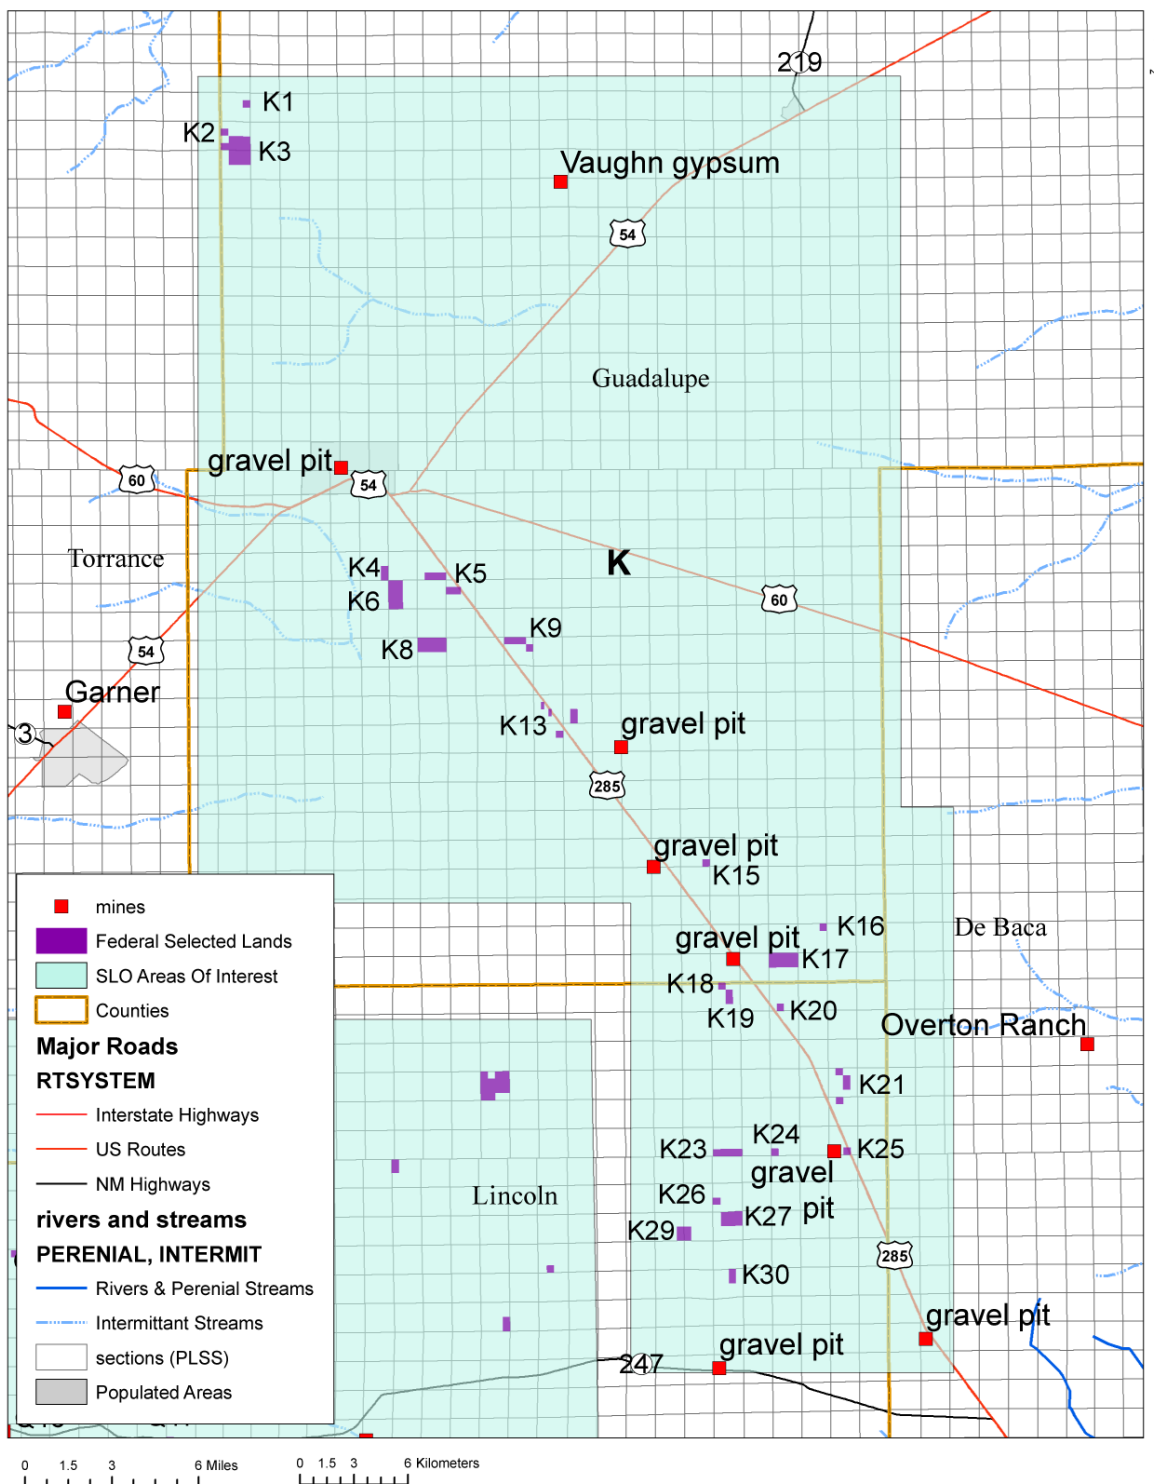 219
K1
K2
K3
Vaughn gypsum
54
Guadalupe
gravel pit
60
54
Torrance
K4
K5
K
K6
60
K9
K8
54
Garner
K13
gravel pit
3
285
gravel pit
K15
K16
De Baca
gravel pit
K17
K18
K19
K20
Overton Ranch
K21
K23
K24
K25
gravel
pit
K26
K27
K29
Lincoln
285
K30
gravel pit
gravel pit
247
mines
Federal Selected Lands
SLO Areas Of Interest
Counties
Major Roads
RTSYSTEM
Interstate Highways
US Routes
NM Highways
rivers and streams
PERENIAL, INTERMIT
Rivers & Perenial Streams
Intermittant Streams
sections (PLSS)
Populated Areas
0 1.5 3 6 Miles
0 1.5 3 6 Kilometers